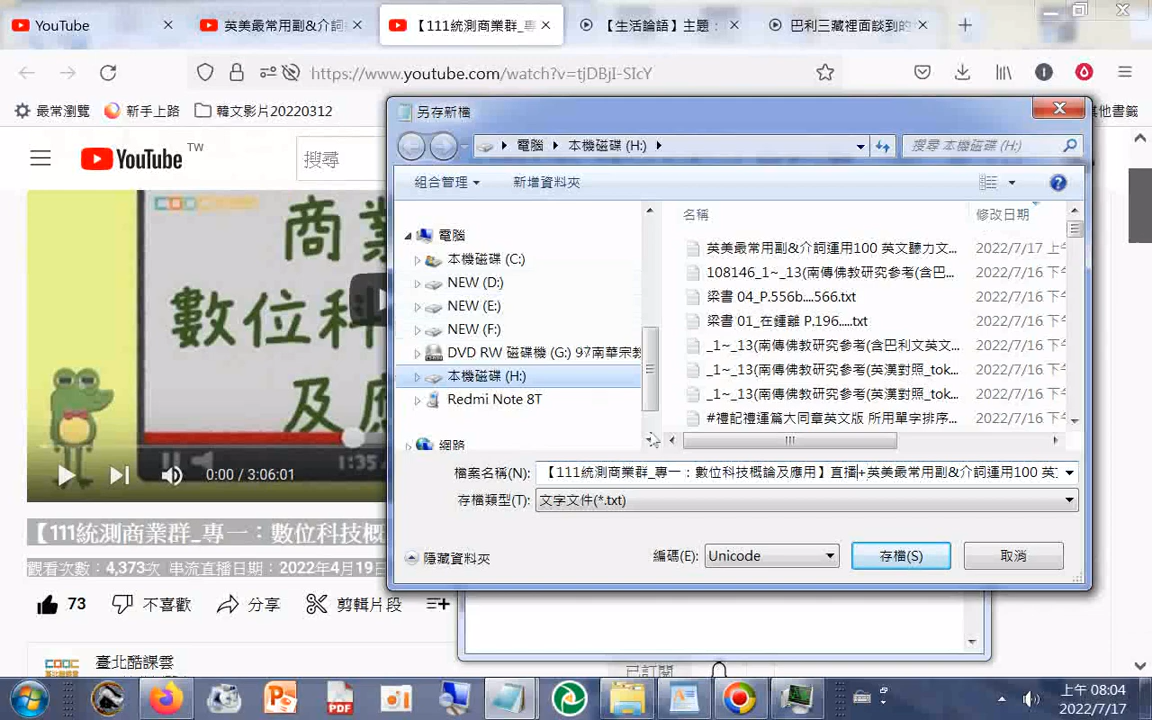 YouTube
英美最常用副&介詞
【111統測商業群_專
【生活論語】主題：
巴利三藏裡面談到的
https://www.youtube.com/watch?v=tjDBjI-SIcY
最常瀏覽
新手上路
韓文影片20220312
其他書籤
YouTube TW
搜尋
另存新檔
電腦 本機磁碟 (H:)
搜尋 本機磁碟 (H:)
組合管理
新增資料夾
名稱
修改日期
電腦
本機磁碟 (C:)
NEW (D:)
NEW (E:)
NEW (F:)
DVD RW 磁碟機 (G:) 97南華宗教
本機磁碟 (H:)
Redmi Note 8T
網路
英美最常用副&介詞運用100 英文聽力文... 2022/7/17 上午
108146_1~_13(南傳佛教研究參考(含巴... 2022/7/16 下午
梁書 04_P.556b....566.txt 2022/7/16 下午
梁書 01_在鍾離 P.196.....txt 2022/7/16 下午
_1~_13(南傳佛教研究參考(含巴利文英文... 2022/7/16 下午
_1~_13(南傳佛教研究參考(英漢對照_tok... 2022/7/16 下午
_1~_13(南傳佛教研究參考(英漢對照_tok... 2022/7/16 下午
#禮記禮運篇大同章英文版 所用單字排序... 2022/7/16 下午
檔案名稱(N):
【111統測商業群_專一：數位科技概論及應用】直播+英美最常用副&介詞運用100 英
存檔類型(T):
文字文件(*.txt)
隱藏資料夾
編碼(E):
Unicode
存檔(S)
取消
COOC
商業
數位科
及應
1:35
0:00 / 3:06:01
【111統測商業群_專一：數位科技概
觀看次數：4,373次 串流直播日期：2022年4月19日
73
不喜歡
分享
剪輯片段
臺北酷課雲
已訂閱
上午 08:04
2022/7/17